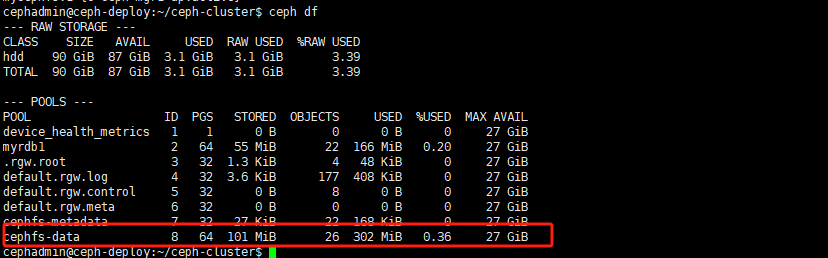 cephadmin@ceph-deploy:~/ceph-cluster$ ceph df
--- RAW STORAGE ---
CLASS    SIZE   AVAIL     USED  RAW USED  %RAW USED
hdd    90 GiB  87 GiB  3.1 GiB   3.1 GiB       3.39
TOTAL  90 GiB  87 GiB  3.1 GiB   3.1 GiB       3.39

--- POOLS ---
POOL                   ID  PGS   STORED  OBJECTS     USED  %USED  MAX AVAIL
device_health_metrics   1    1      0 B        0      0 B      0     27 GiB
myrdb1                  2   64   55 MiB       22  166 MiB   0.20     27 GiB
.rgw.root               3   32  1.3 KiB        4   48 KiB      0     27 GiB
default.rgw.log         4   32  3.6 KiB      177  408 KiB      0     27 GiB
default.rgw.control     5   32      0 B        8      0 B      0     27 GiB
default.rgw.meta        6   32      0 B        0      0 B      0     27 GiB
cephfs-metadata         7   32   27 KiB       22  168 KiB      0     27 GiB
cephfs-data             8   64  101 MiB       26  302 MiB   0.36     27 GiB
cephadmin@ceph-deploy:~/ceph-cluster$